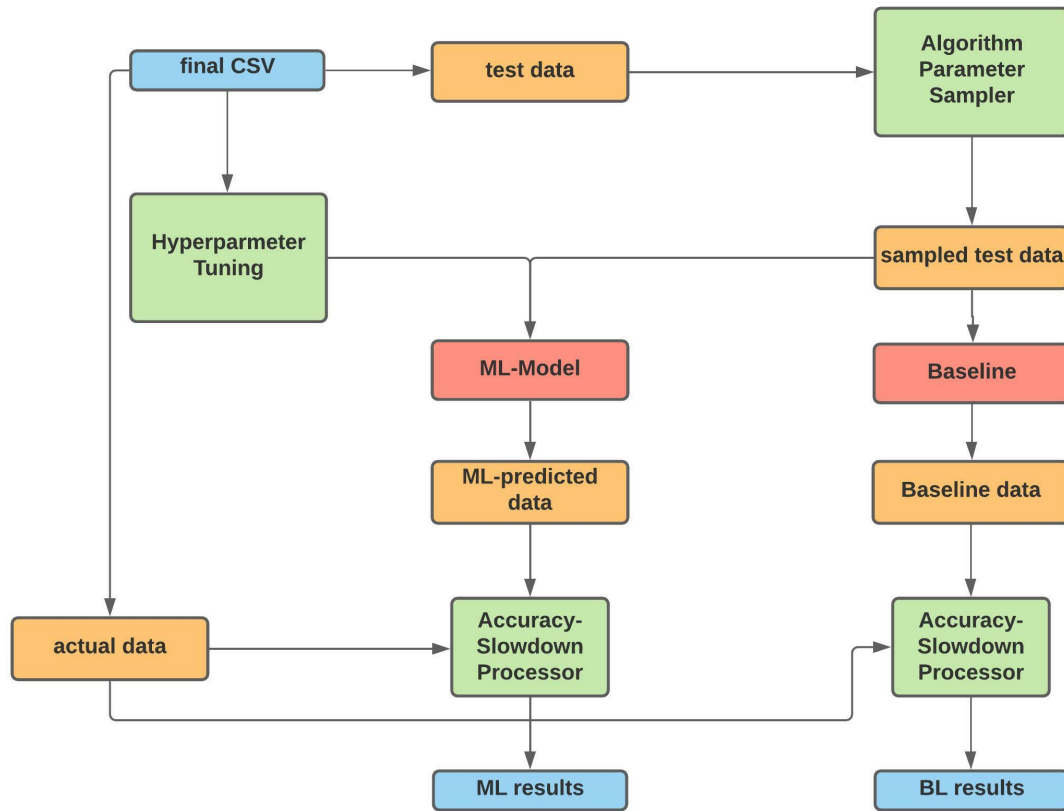 final CSV
test data
Algorithm
Parameter
Sampler
Hyperparmeter
Tuning
sampled test data
ML-Model
Baseline
ML-predicted
data
Baseline data
actual data
Accuracy-
Slowdown
Processor
Accuracy-
Slowdown
Processor
ML results
BL results